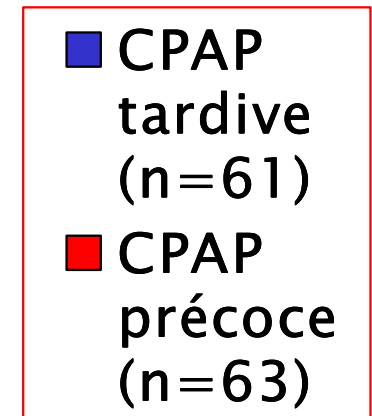 CPAP
tardive
(n=61)
CPAP
précoce
(n=63)